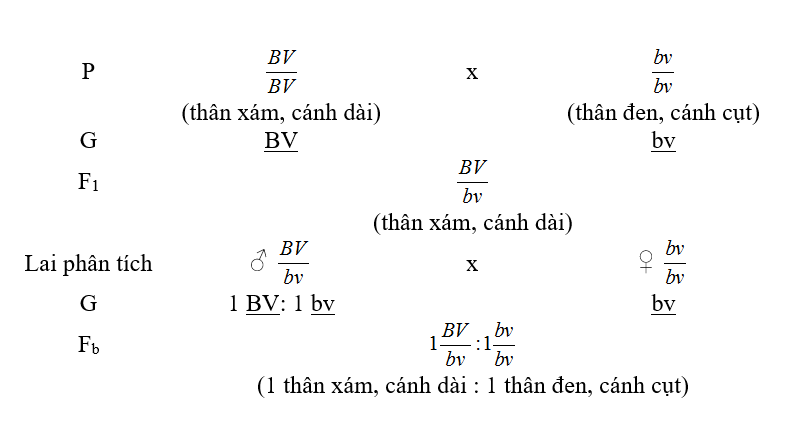 P BV/BV x bv/bv
(thân xám, cánh dài) (thân đen, cánh cụt)
G BV bv
F₁ BV/bv
(thân xám, cánh dài)
Lai phân tích ♂ BV/bv x ♀ bv/bv
G 1 BV: 1 bv bv
F_b 1 BV/bv : 1 bv/bv
(1 thân xám, cánh dài : 1 thân đen, cánh cụt)